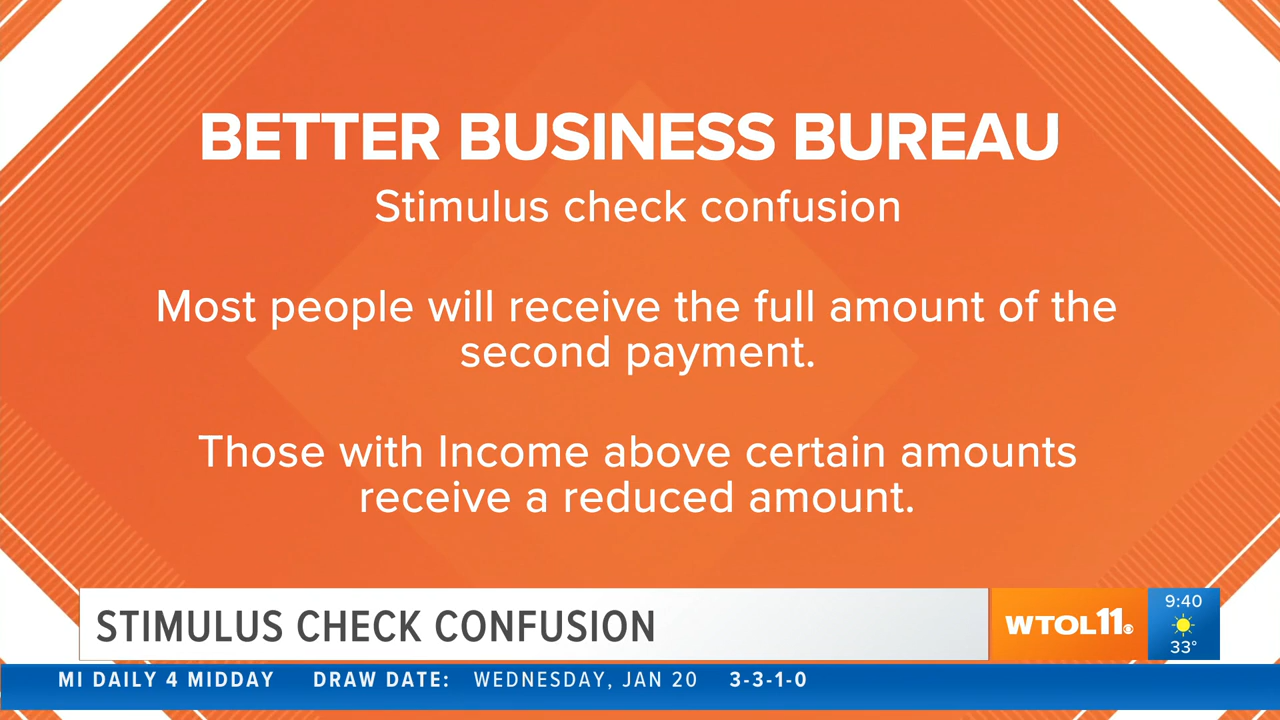 BETTER BUSINESS BUREAU
Stimulus check confusion
Most people will receive the full amount of the
second payment.
Those with Income above certain amounts
receive a reduced amount.
STIMULUS CHECK CONFUSION
WTOL11
9:40
33°
MI DAILY 4 MIDDAY DRAW DATE: WEDNESDAY, JAN 20 3-3-1-0